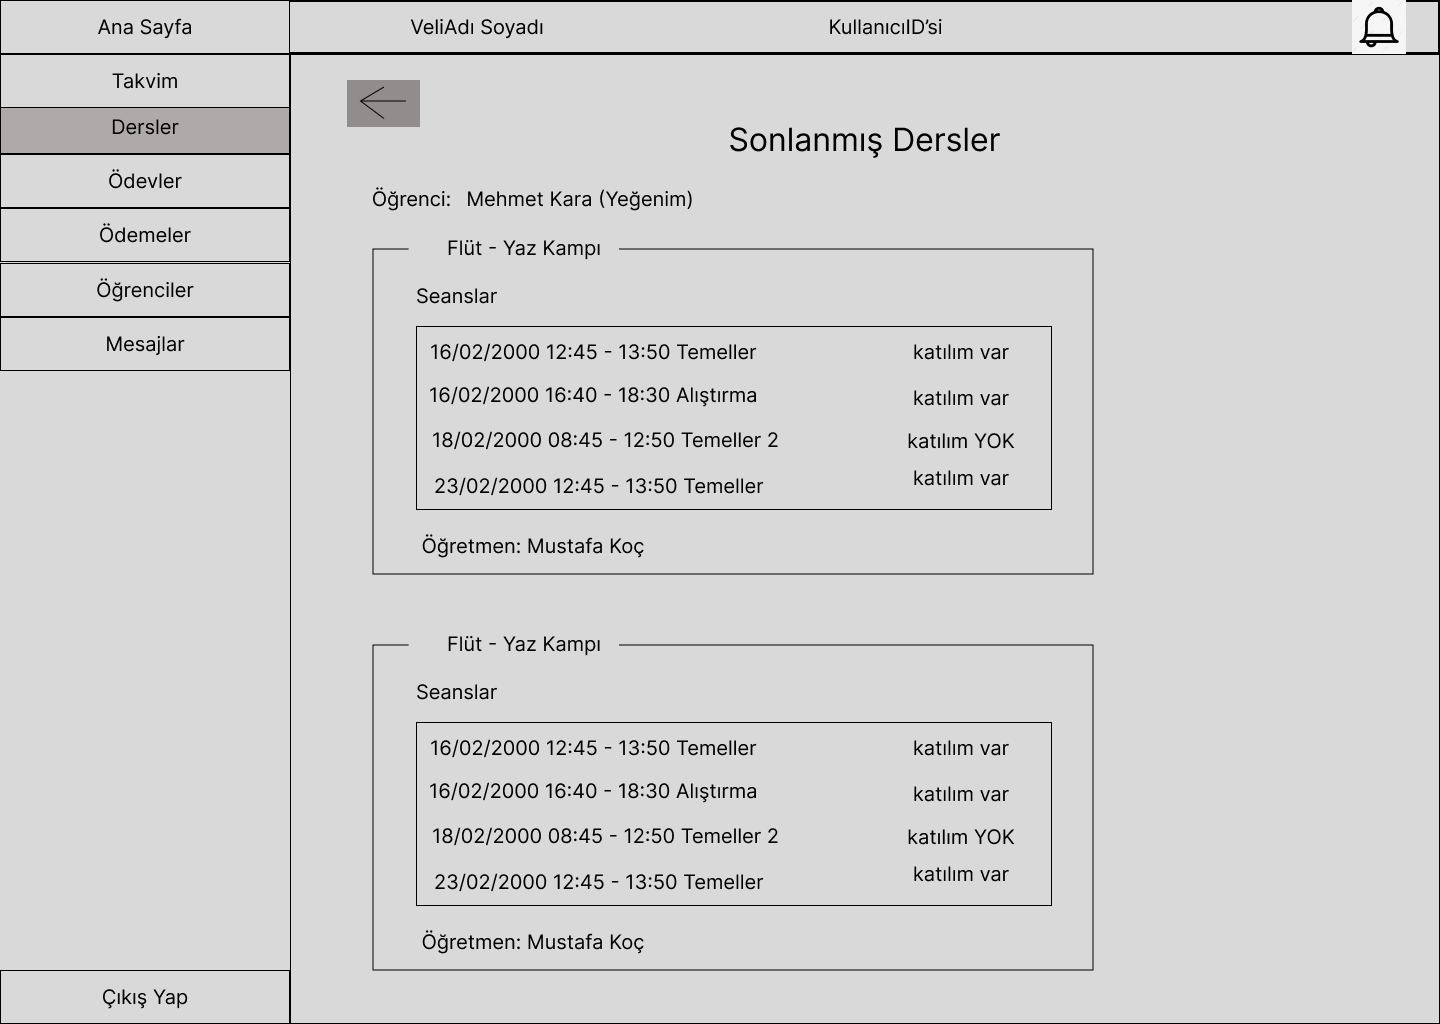 Ana Sayfa
VeliAdı Soyadı
KullanıcıID’si
Takvim
Dersler
Ödevler
Ödemeler
Öğrenciler
Mesajlar
Çıkış Yap
Sonlanmış Dersler
Öğrenci: Mehmet Kara (Yeğenim)
Flüt - Yaz Kampı
Seanslar
16/02/2000 12:45 - 13:50 Temeller katılım var
16/02/2000 16:40 - 18:30 Alıştırma katılım var
18/02/2000 08:45 - 12:50 Temeller 2 katılım YOK
23/02/2000 12:45 - 13:50 Temeller katılım var
Öğretmen: Mustafa Koç
Flüt - Yaz Kampı
Seanslar
16/02/2000 12:45 - 13:50 Temeller katılım var
16/02/2000 16:40 - 18:30 Alıştırma katılım var
18/02/2000 08:45 - 12:50 Temeller 2 katılım YOK
23/02/2000 12:45 - 13:50 Temeller katılım var
Öğretmen: Mustafa Koç